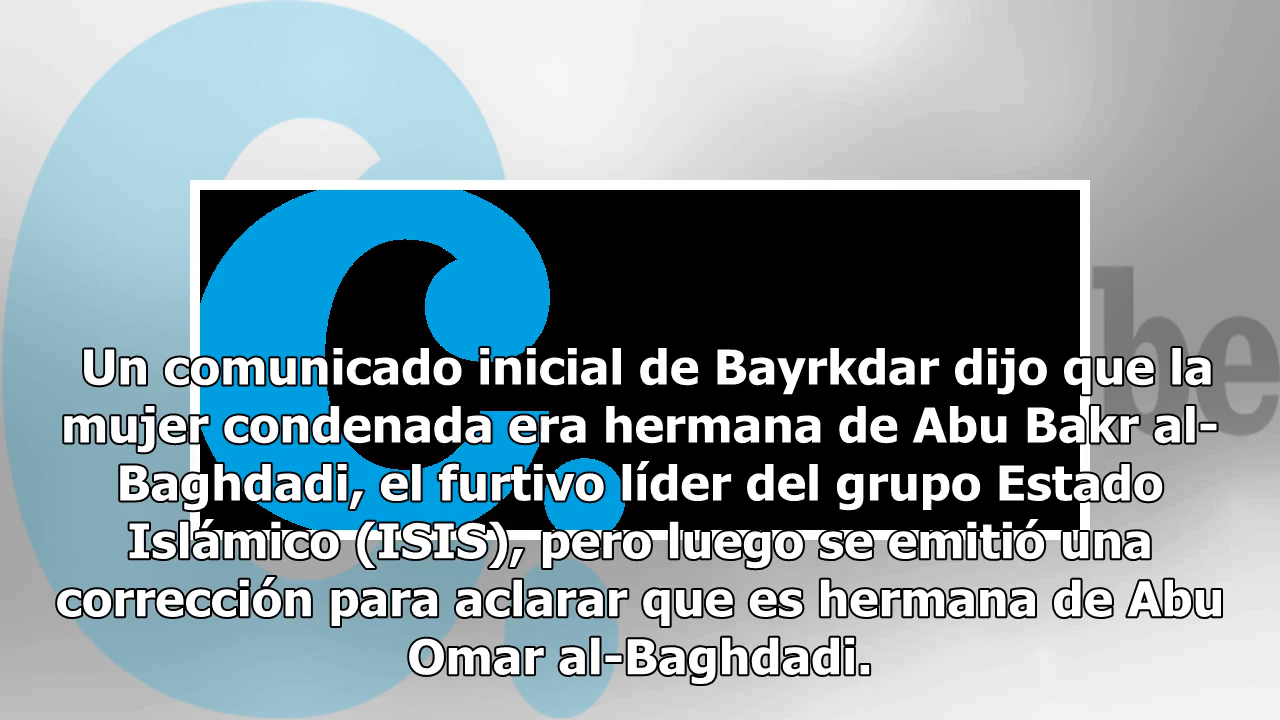 Un comunicado inicial de Bayrkdar dijo que la
mujer condenada era hermana de Abu Bakr al-
Baghdadi, el furtivo líder del grupo Estado
Islámico (ISIS), pero luego se emitió una
corrección para aclarar que es hermana de Abu
Omar al-Baghdadi.
be
C.